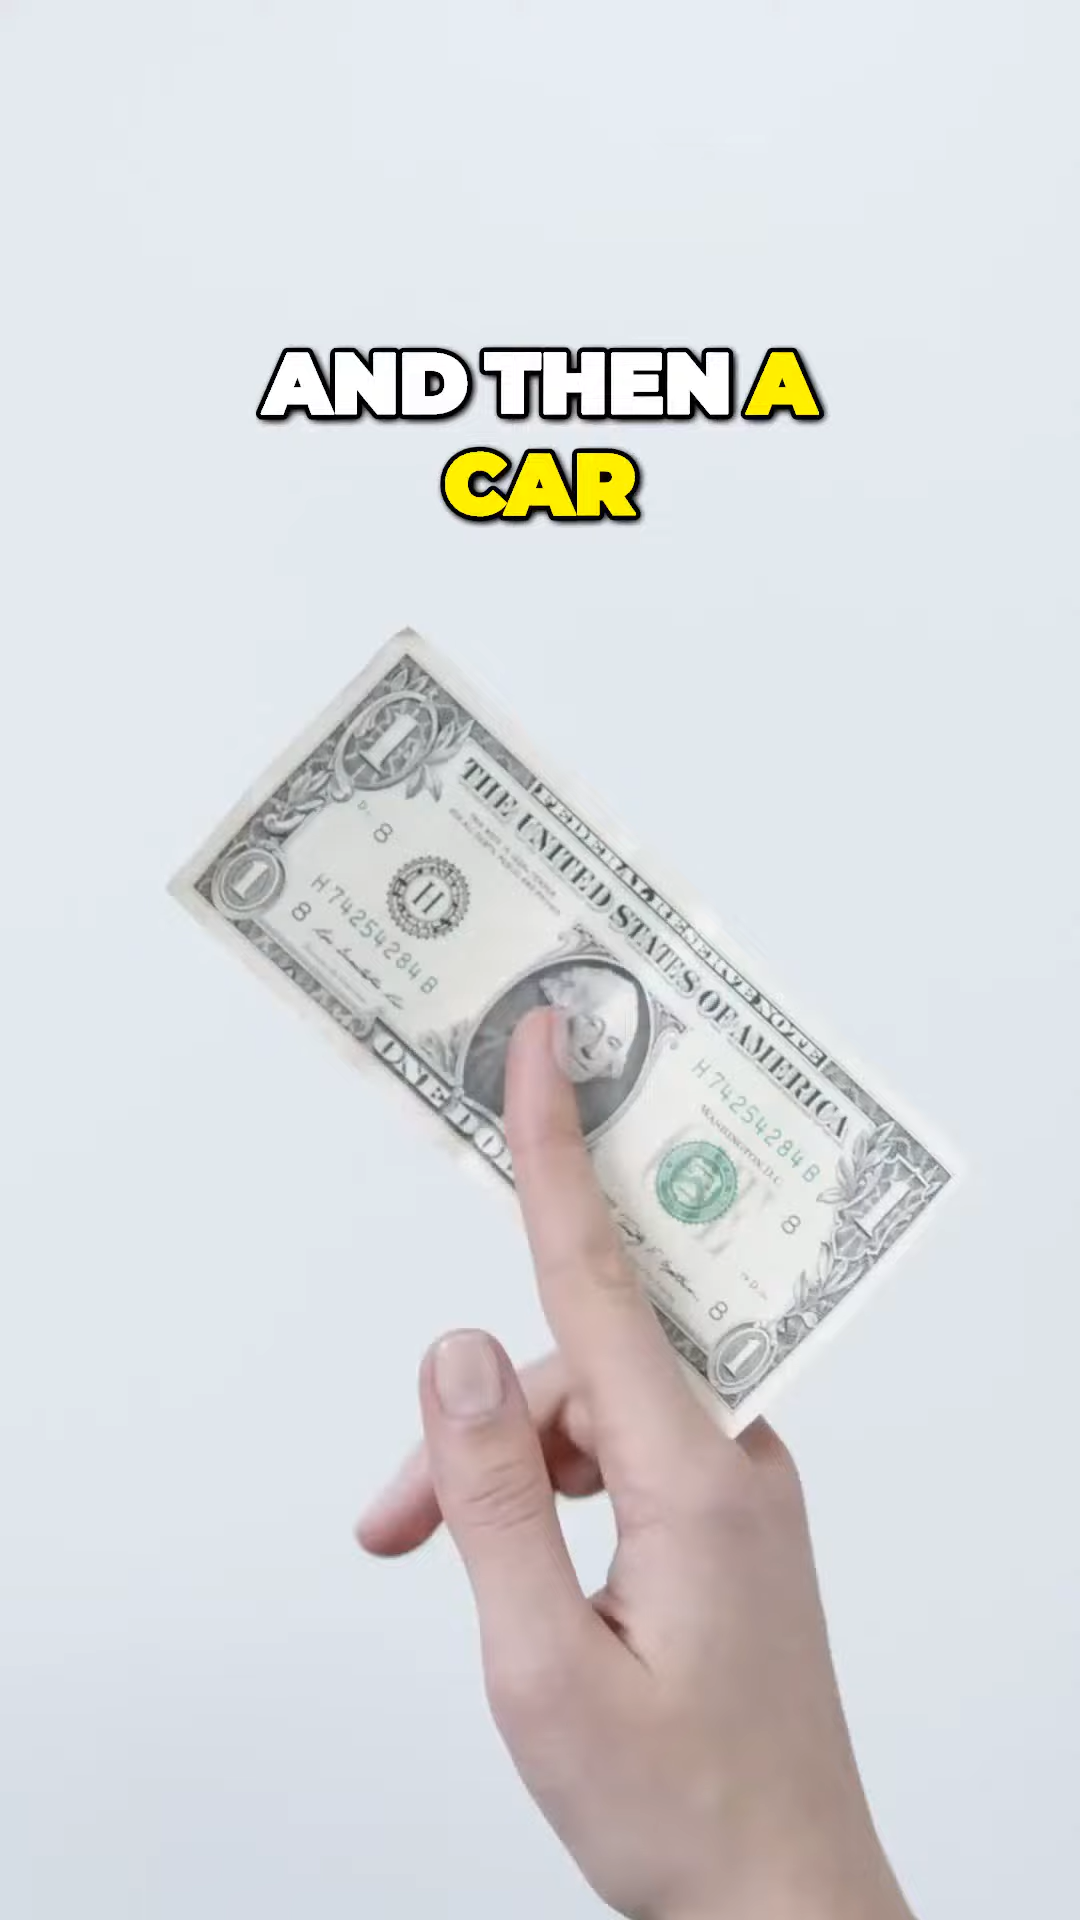 AND THEN A
CAR
FEDERAL RESERVE NOTE
THE UNITED STATES OF AMERICA
1
8
H
H 74254284 B
8
1
H 74254284 B
WASHINGTON, D.C.
8
1
8
1
ONE DO